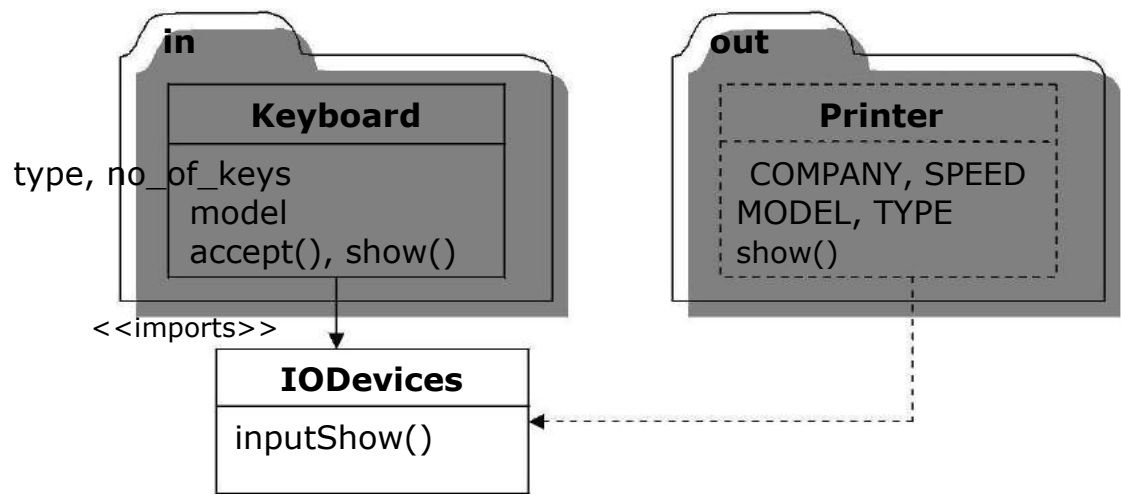 in
Keyboard
type, no_of_keys
model
accept(), show()
out
Printer
COMPANY, SPEED
MODEL, TYPE
show()
<<imports>>
IODevices
inputShow()